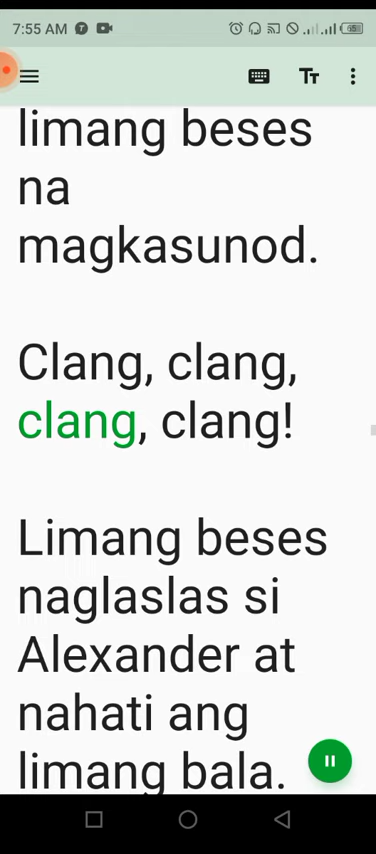 7:55 AM
limang beses
na
magkasunod.
Clang, clang,
clang, clang!
Limang beses
naglaslas si
Alexander at
nahati ang
limang bala.